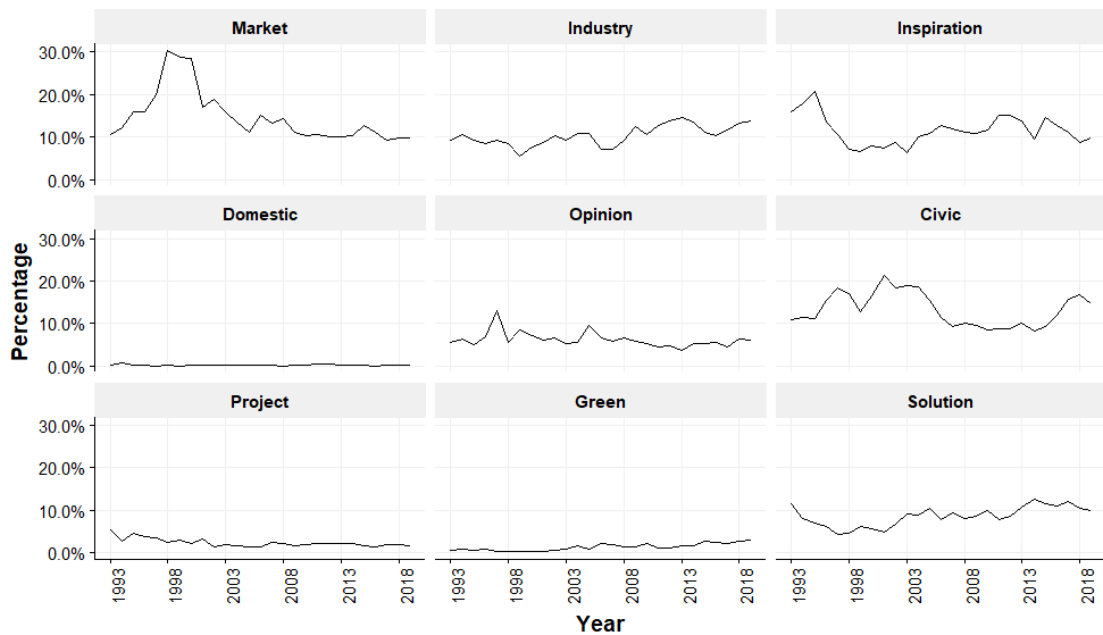 Market Industry Inspiration
30.0%
20.0%
10.0%
0.0%
Domestic Opinion Civic
30.0%
20.0%
10.0%
0.0%
Percentage
Project Green Solution
30.0%
20.0%
10.0%
0.0%
1993 1998 2003 2008 2013 2018 1993 1998 2003 2008 2013 2018 1993 1998 2003 2008 2013 2018
Year